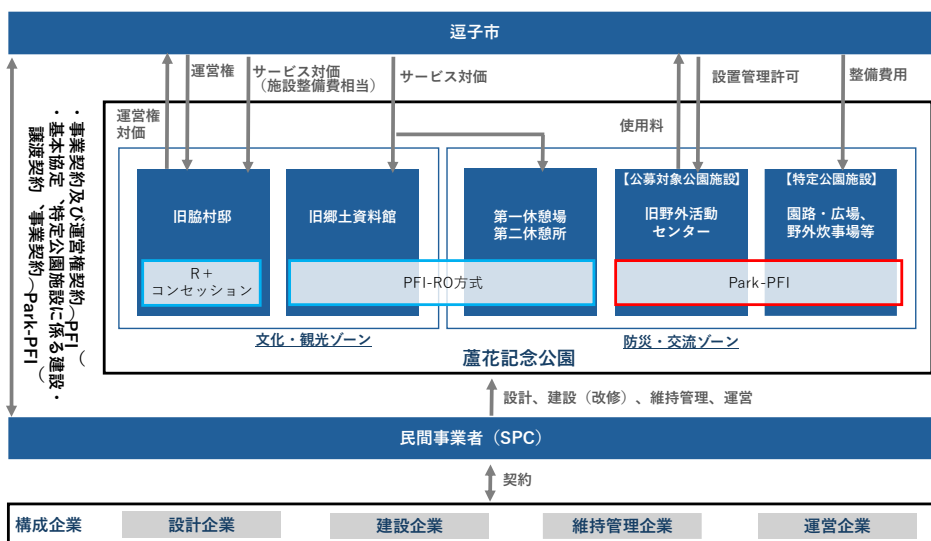 逗子市
運営権
サービス対価
（施設整備費相当）
サービス対価
設置管理許可
整備費用
運営権
対価
使用料
・事業契約及び運営権契約（PFI）
・基本協定、特定公園施設に係る建設・
譲渡契約、事業契約（Park-PFI）
旧脇村邸
旧郷土資料館
第一休憩場
第二休憩所
【公募対象公園施設】
旧野外活動
センター
【特定公園施設】
園路・広場、
野外炊事場等
R+
コンセッション
PFI-RO方式
Park-PFI
文化・観光ゾーン
防災・交流ゾーン
蘆花記念公園
設計、建設（改修）、維持管理、運営
民間事業者（SPC）
契約
構成企業
設計企業
建設企業
維持管理企業
運営企業